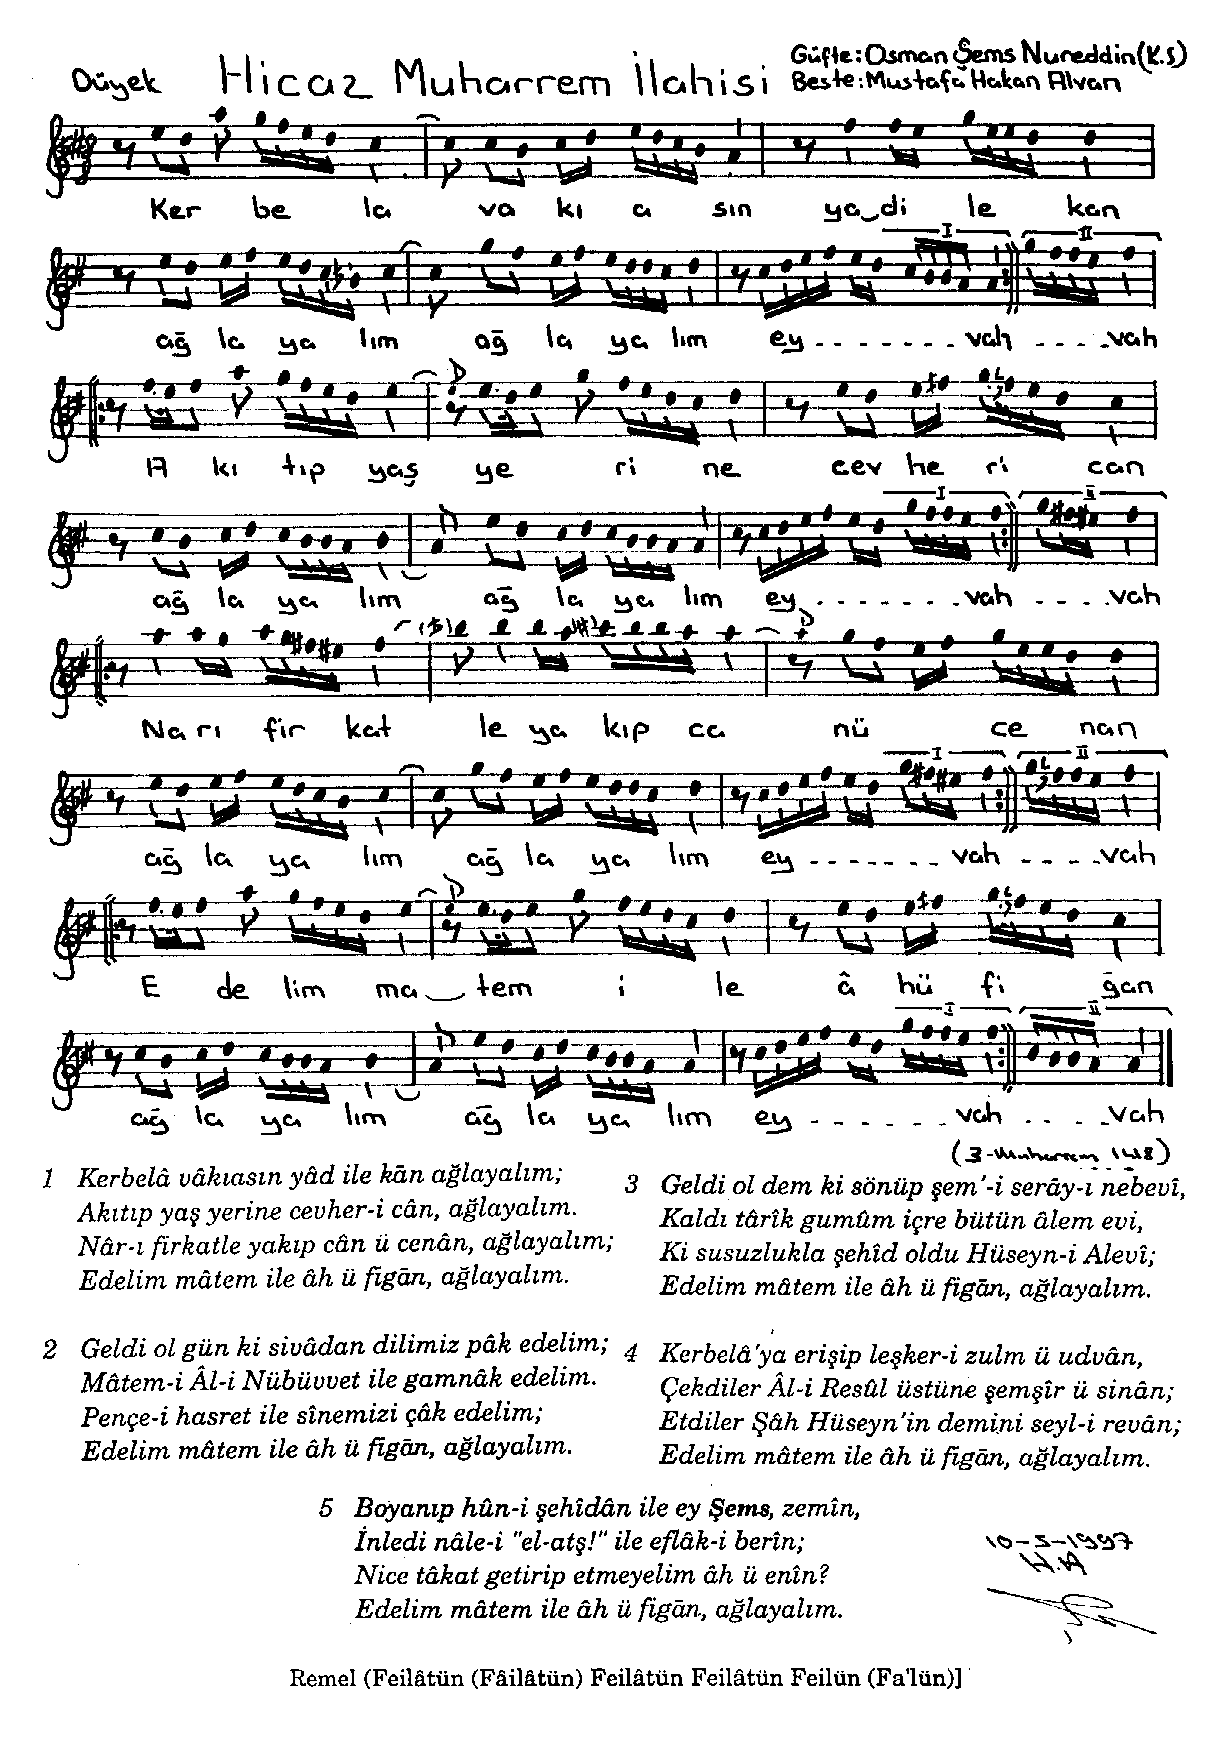 Düyek
Hicaz Muharrem İlahisi
Güfte: Osman Şems Nureddin (K.S)
Beste: Mustafa Hakan Alvan
Ker be la va kı a sın ya_di le kan
I II
ağ la ya lım ağ la ya lım ey - - - - - - - vah - - - - vah
A kı tıp yaş ye ri ne cev he ri can
I II
ağ la ya lım ağ la ya lım ey - - - - - - - vah - - - - vah
Na rı fir kat le ya kıp ca nü ce nan
I II
ağ la ya lım ağ la ya lım ey - - - - - - - vah - - - - vah
E de lim ma_ tem i le â hü fi ğan
I II
ağ la ya lım ağ la ya lım ey - - - - - - - vah - - - - vah
(3 - Muharrem 1418)
1 Kerbelâ vâkıasın yâd ile kān ağlayalım;
Akıtıp yaş yerine cevher-i cân, ağlayalım.
Nâr-ı firkatle yakıp cân ü cenân, ağlayalım;
Edelim mâtem ile âh ü figān, ağlayalım.
2 Geldi ol gün ki sivâdan dilimiz pâk edelim;
Mâtem-i Âl-i Nübüvvet ile gamnâk edelim.
Pençe-i hasret ile sînemizi çâk edelim;
Edelim mâtem ile âh ü figān, ağlayalım.
3 Geldi ol dem ki sönüp şem'-i serây-ı nebevî,
Kaldı târîk gumûm içre bütün âlem evi,
Ki susuzlukla şehîd oldu Hüseyn-i Alevî;
Edelim mâtem ile âh ü figān, ağlayalım.
4 Kerbelâ'ya erişip leşker-i zulm ü udvân,
Çekdiler Âl-i Resûl üstüne şemşîr ü sinân;
Etdiler Şâh Hüseyn'in demini seyl-i revân;
Edelim mâtem ile âh ü figān, ağlayalım.
5 Boyanıp hûn-i şehîdân ile ey Şems, zemîn,
İnledi nâle-i "el-atş!" ile eflâk-i berîn;
Nice tâkat getirip etmeyelim âh ü enîn?
Edelim mâtem ile âh ü figān, ağlayalım.
10-5-1997
H.A
Remel (Feilâtün (Fâilâtün) Feilâtün Feilâtün Feilün (Fa'lün)]